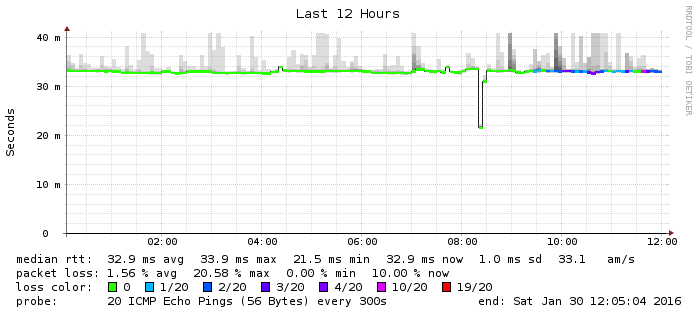 Last 12 Hours
RRDTOOL / TOBI OETIKER
Seconds
40 m
30 m
20 m
10 m
0
02:00 04:00 06:00 08:00 10:00 12:00
median rtt: 32.9 ms avg 33.9 ms max 21.5 ms min 32.9 ms now 1.0 ms sd 33.1 am/s
packet loss: 1.56 % avg 20.58 % max 0.00 % min 10.00 % now
loss color: 0 1/20 2/20 3/20 4/20 10/20 19/20
probe: 20 ICMP Echo Pings (56 Bytes) every 300s end: Sat Jan 30 12:05:04 2016